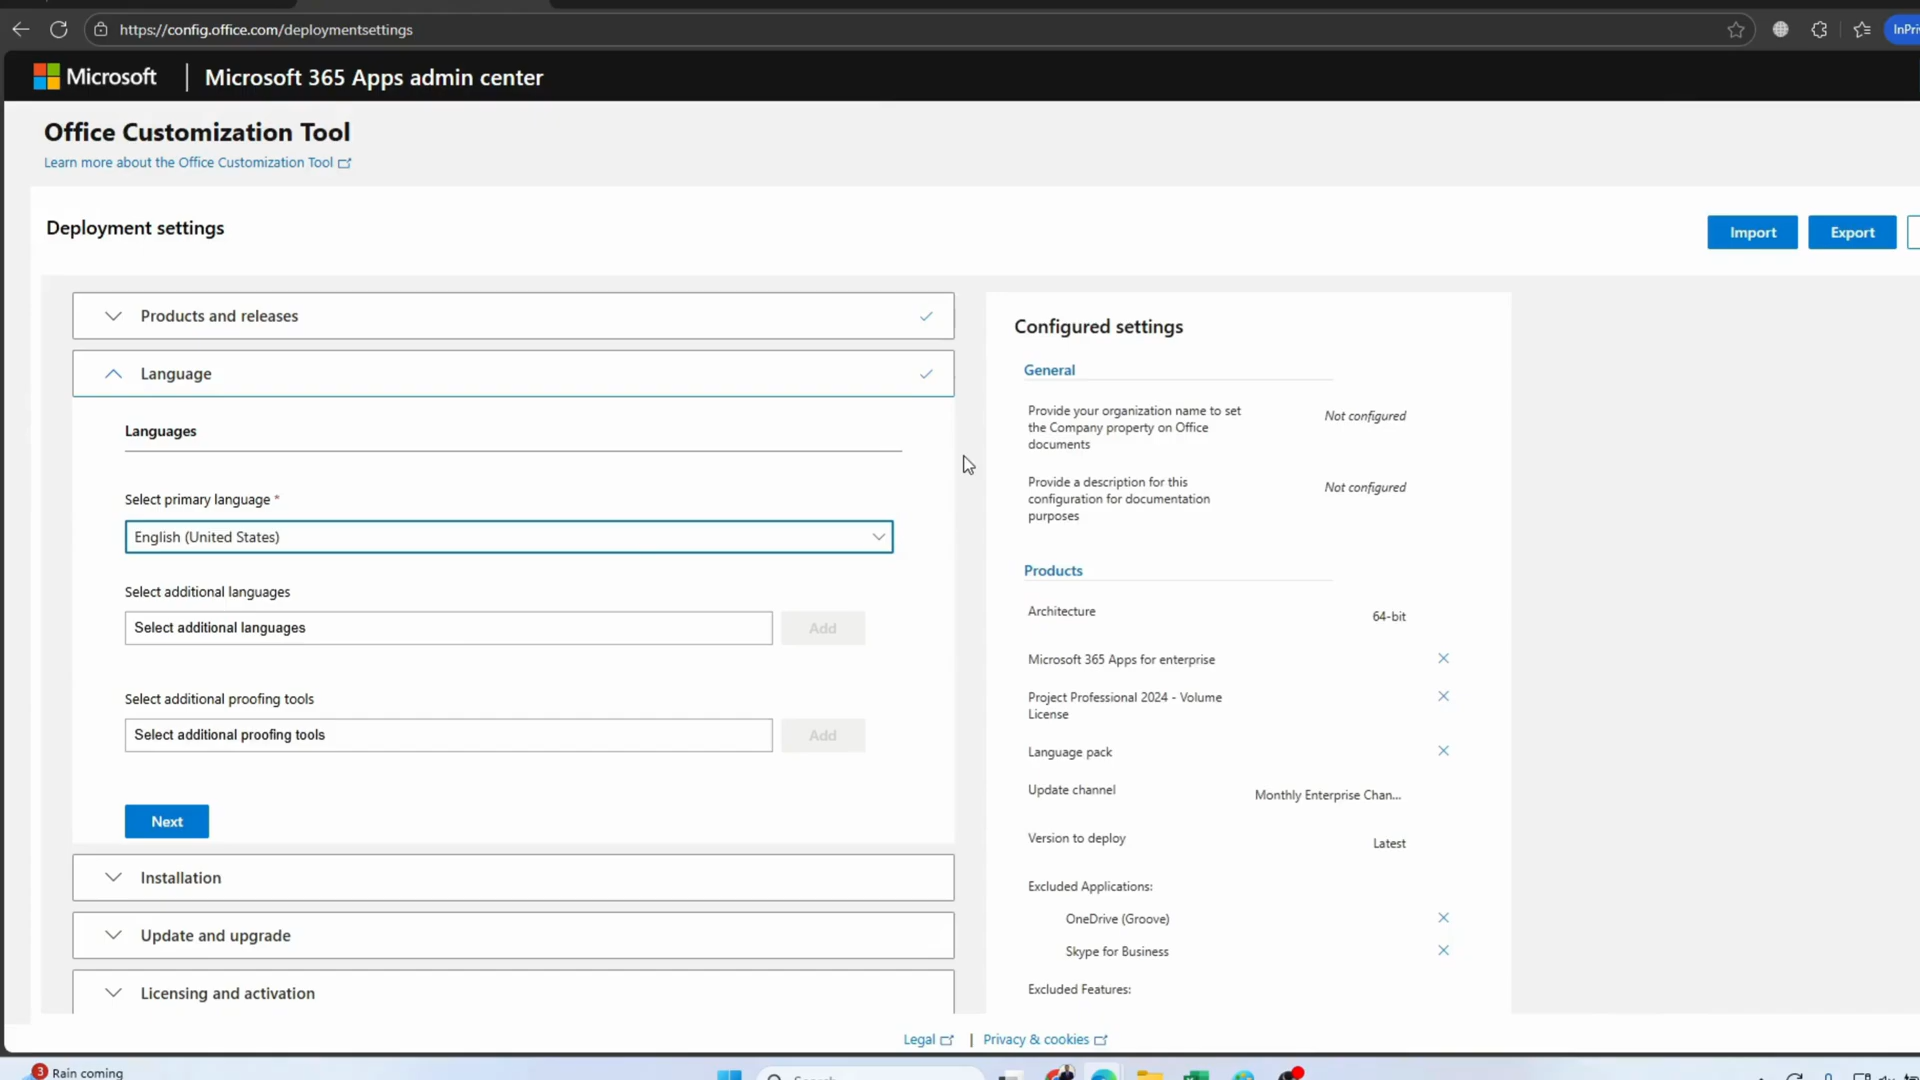 https://config.office.com/deploymentsettings
InPri
Microsoft
Microsoft 365 Apps admin center
Office Customization Tool
Learn more about the Office Customization Tool
Deployment settings
Import
Export
Products and releases
Language
Languages
Select primary language *
English (United States)
Select additional languages
Select additional languages
Add
Select additional proofing tools
Select additional proofing tools
Add
Next
Installation
Update and upgrade
Licensing and activation
Configured settings
General
Provide your organization name to set
the Company property on Office
documents
Not configured
Provide a description for this
configuration for documentation
purposes
Not configured
Products
Architecture
64-bit
Microsoft 365 Apps for enterprise
Project Professional 2024 - Volume
License
Language pack
Update channel
Monthly Enterprise Chan...
Version to deploy
Latest
Excluded Applications:
OneDrive (Groove)
Skype for Business
Excluded Features:
Legal
|
Privacy & cookies
3
Rain coming
Search